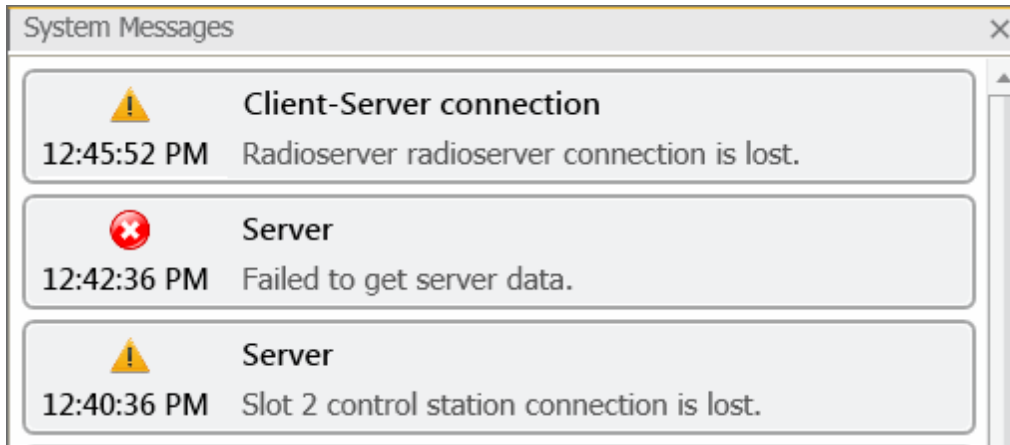 System Messages
Client-Server connection
12:45:52 PM Radioserver radioserver connection is lost.
Server
12:42:36 PM Failed to get server data.
Server
12:40:36 PM Slot 2 control station connection is lost.